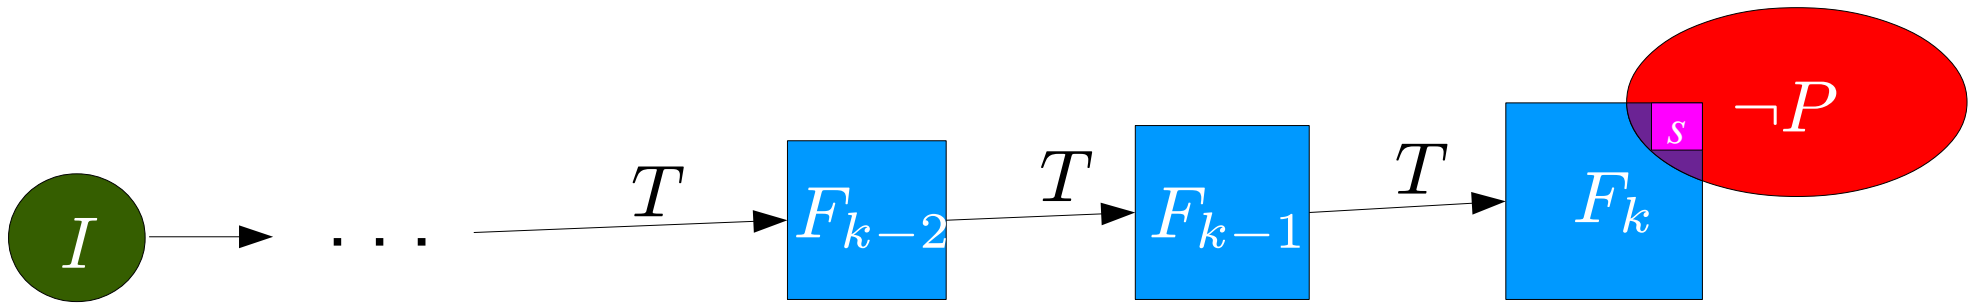 I ... T F_{k−2} T F_{k−1} T F_k s ¬P